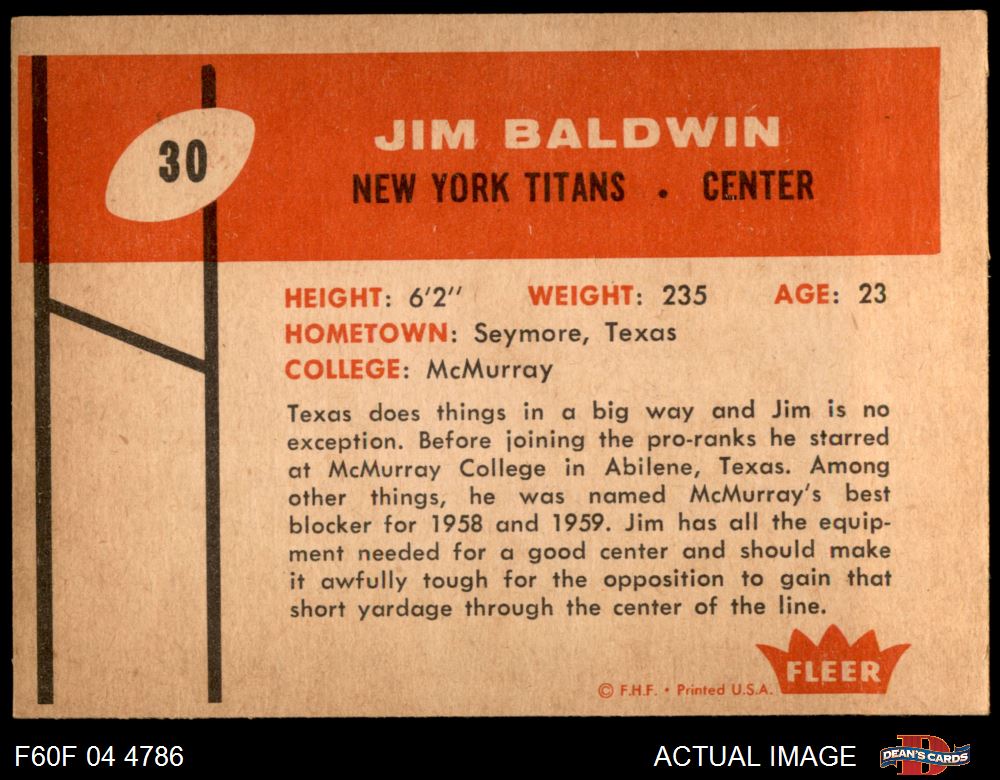 30
JIM BALDWIN
NEW YORK TITANS . CENTER
HEIGHT: 6'2'' WEIGHT: 235 AGE: 23
HOMETOWN: Seymore, Texas
COLLEGE: McMurray
Texas does things in a big way and Jim is no
exception. Before joining the pro-ranks he starred
at McMurray College in Abilene, Texas. Among
other things, he was named McMurray's best
blocker for 1958 and 1959. Jim has all the equip-
ment needed for a good center and should make
it awfully tough for the opposition to gain that
short yardage through the center of the line.
FLEER
© F.H.F. • Printed U.S.A.
F60F 04 4786
ACTUAL IMAGE
D
DEAN'S CARDS